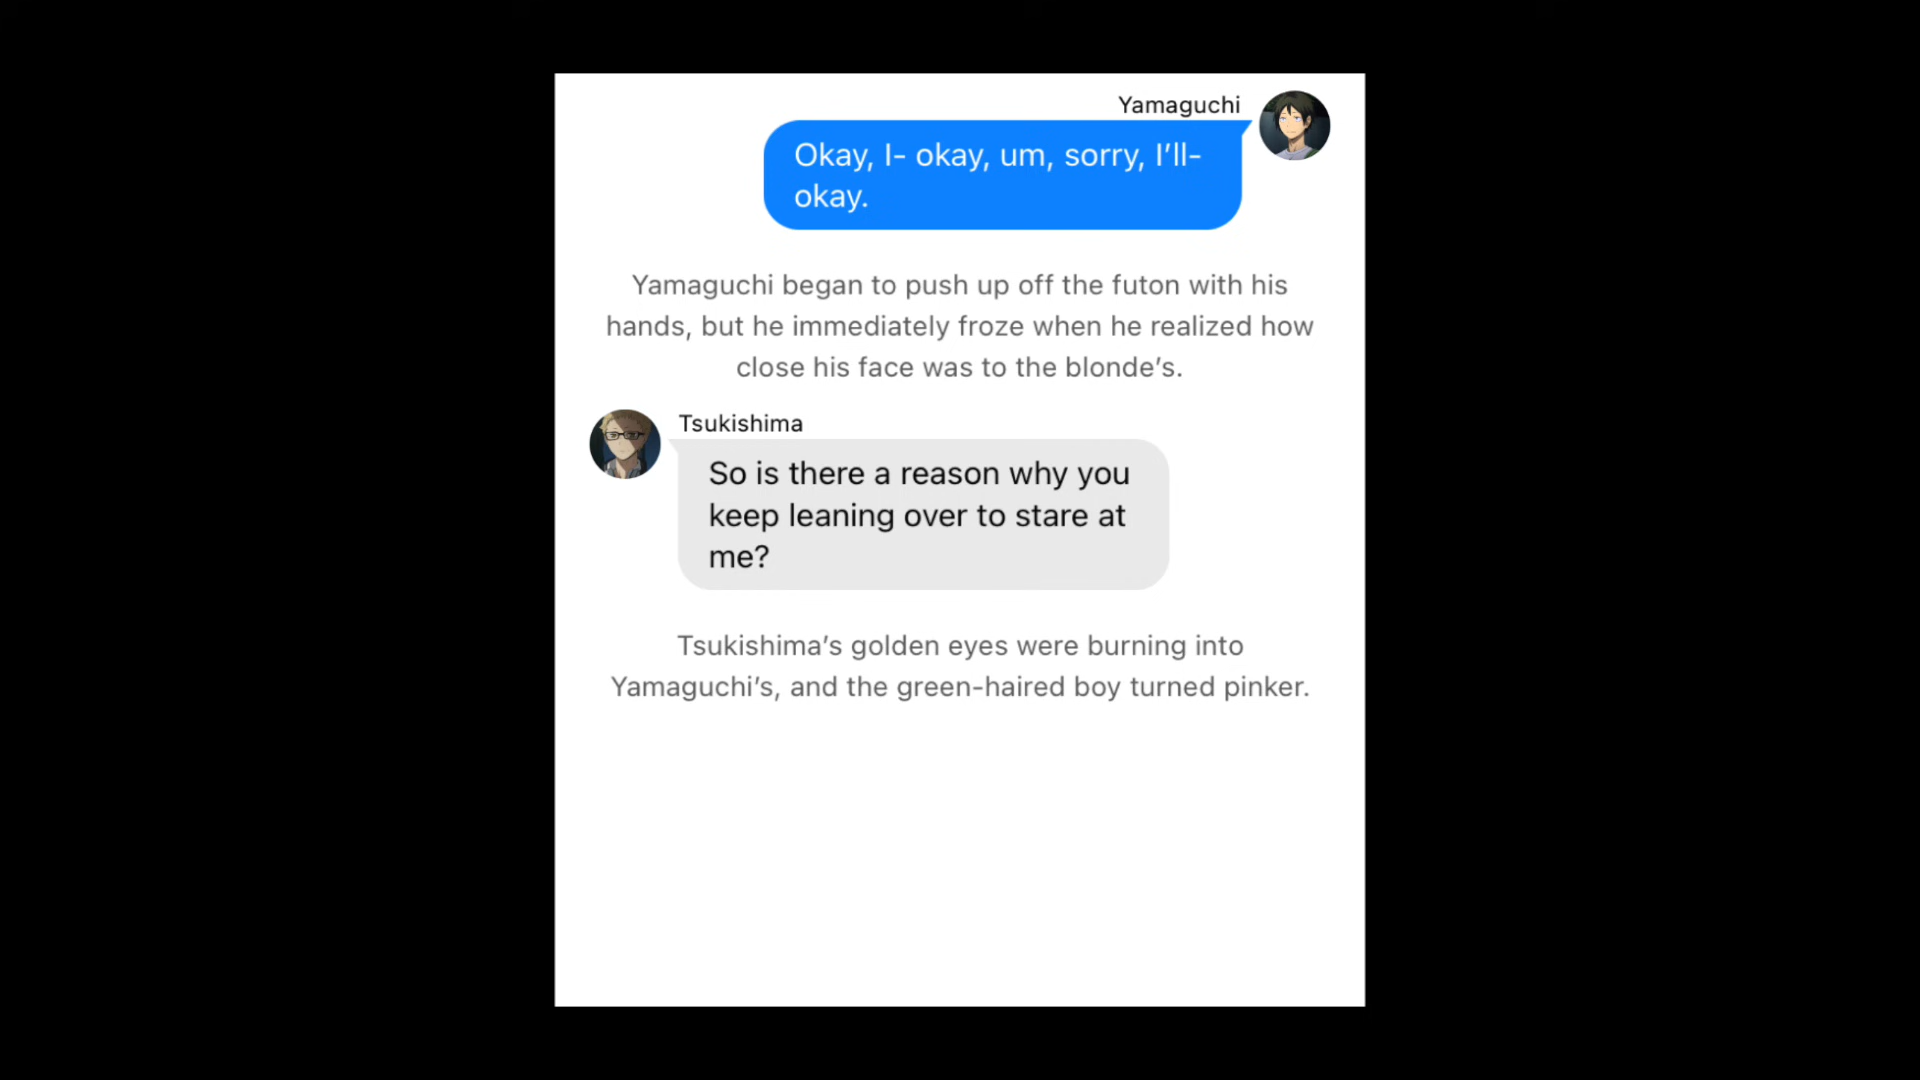 Yamaguchi
Okay, I- okay, um, sorry, I’ll-
okay.
Yamaguchi began to push up off the futon with his
hands, but he immediately froze when he realized how
close his face was to the blonde’s.
Tsukishima
So is there a reason why you
keep leaning over to stare at
me?
Tsukishima’s golden eyes were burning into
Yamaguchi’s, and the green-haired boy turned pinker.